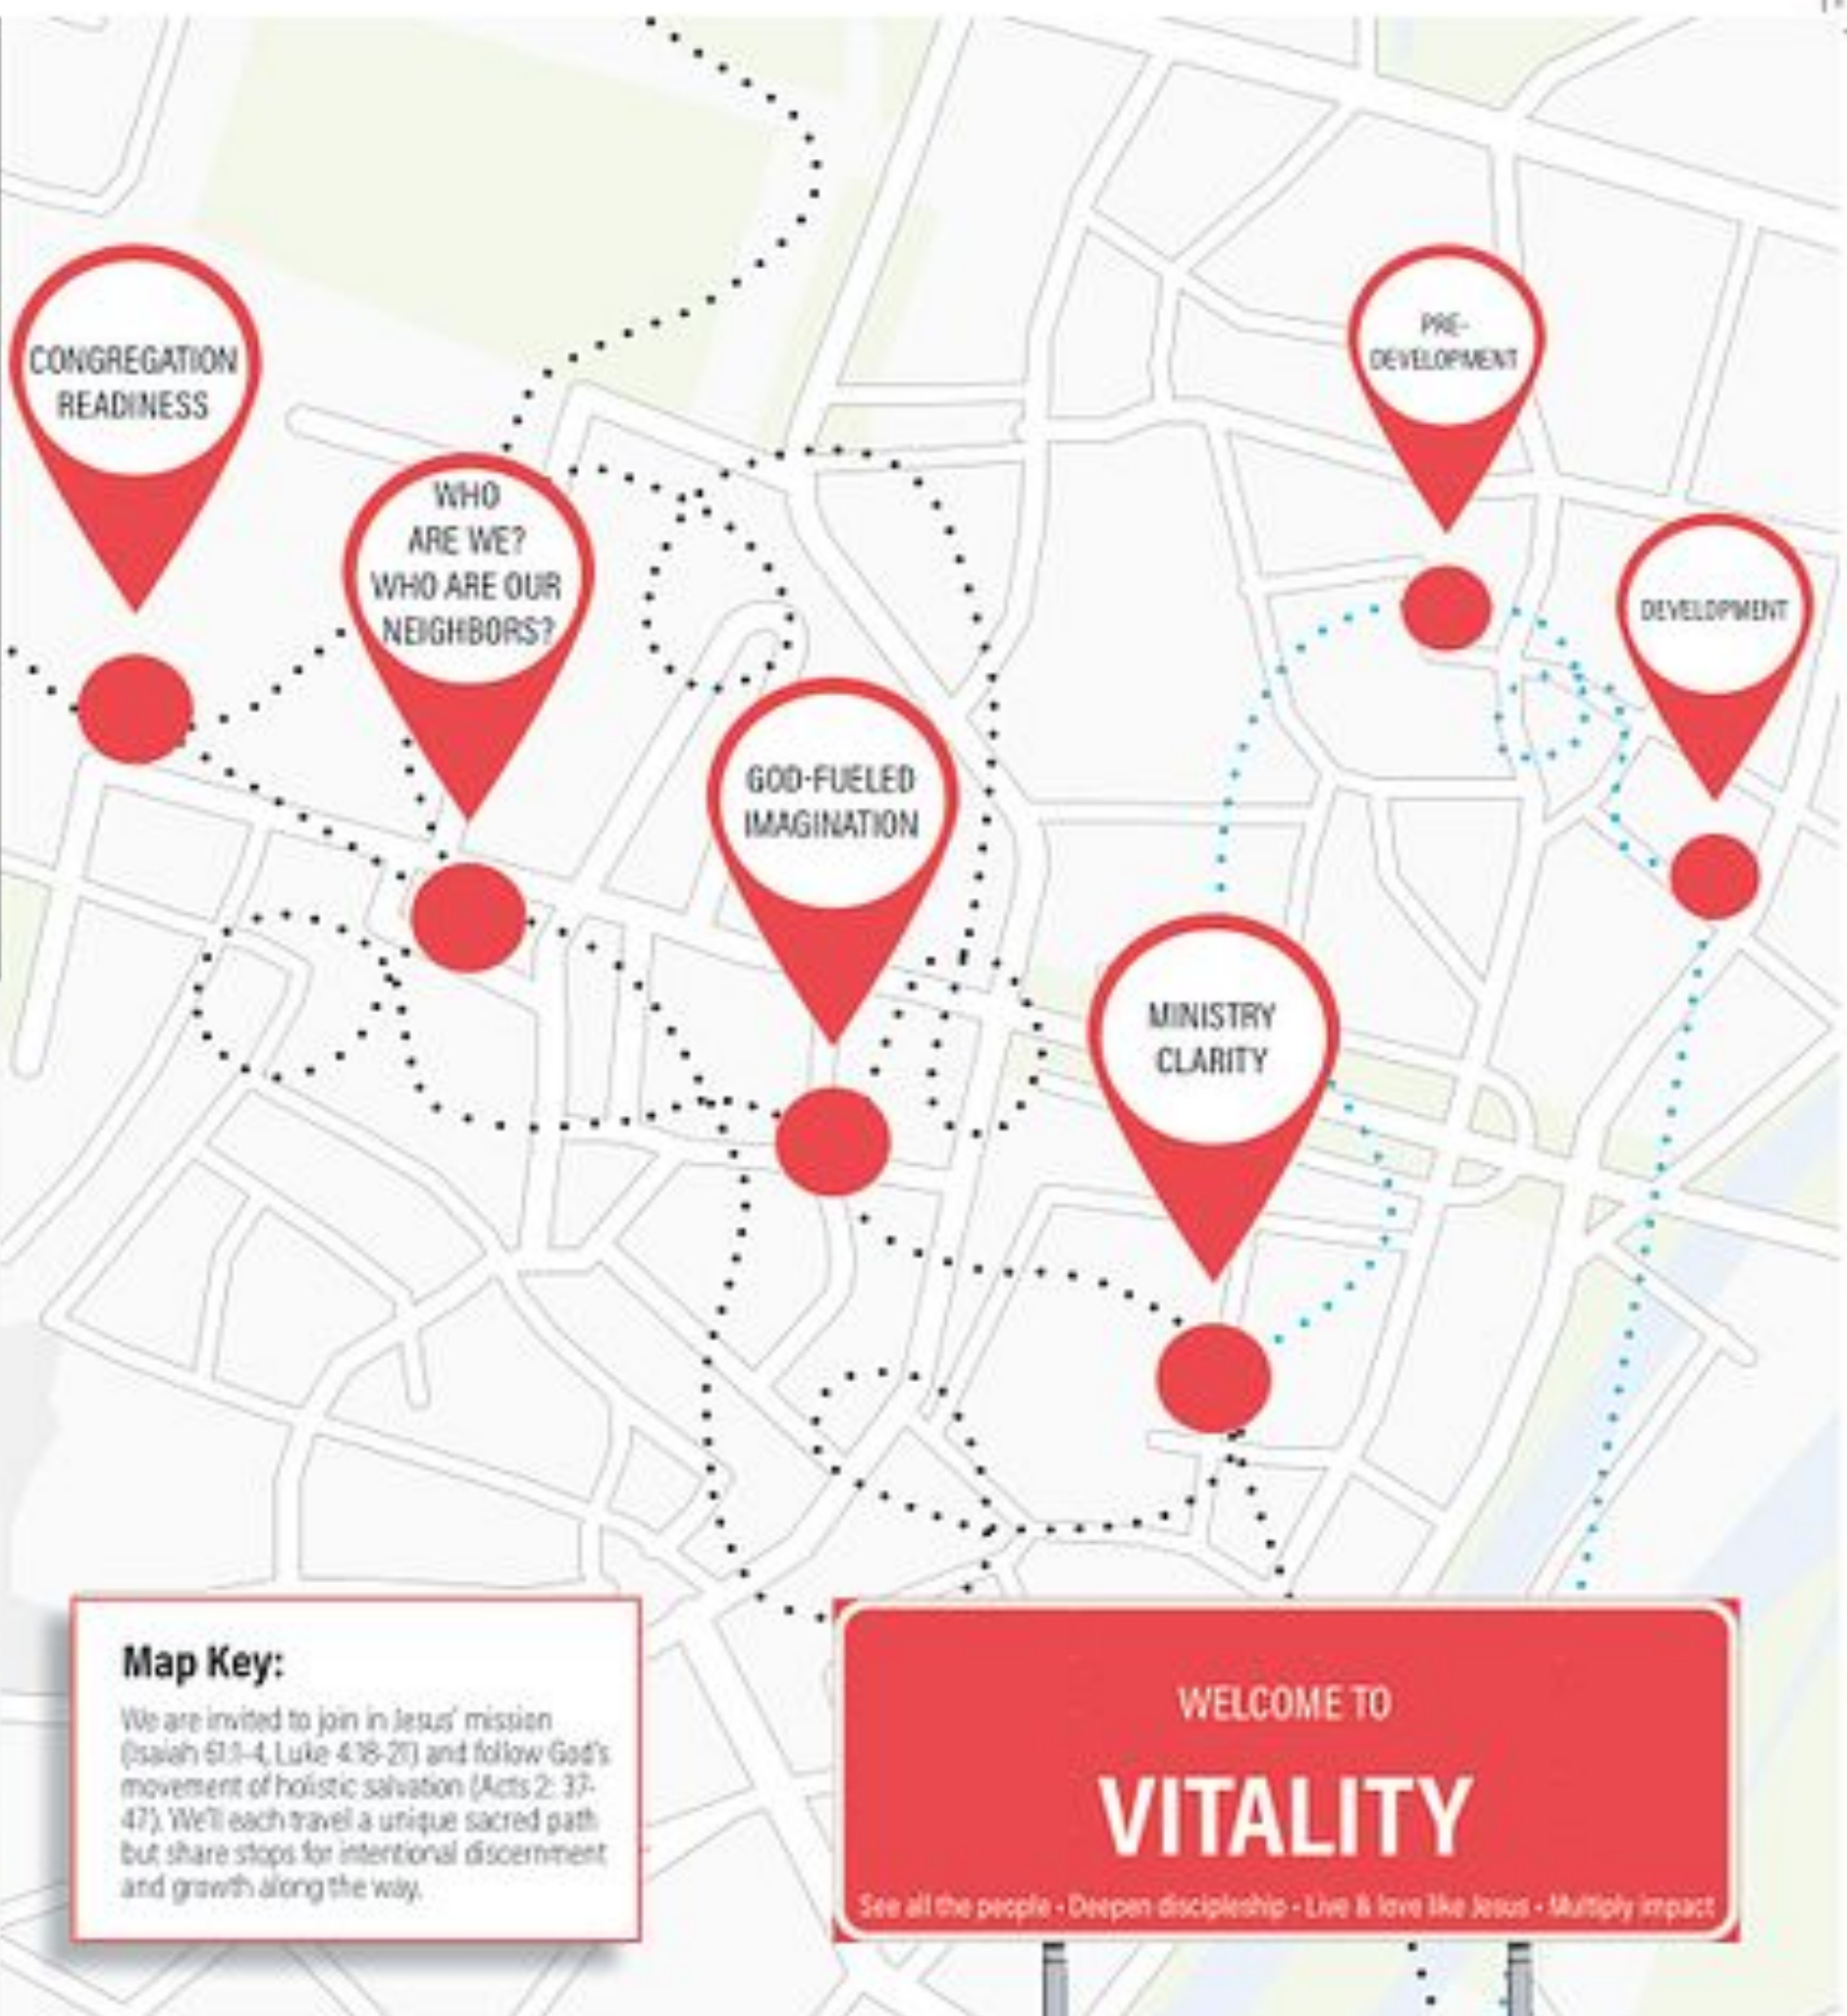 CONGREGATION
READINESS
WHO
ARE WE?
WHO ARE OUR
NEIGHBORS?
GOD-FUELED
IMAGINATION
MINISTRY
CLARITY
PRE-
DEVELOPMENT
DEVELOPMENT
Map Key:
We are invited to join in Jesus' mission
(Isaiah 61:1-4, Luke 4:18-21) and follow God's
movement of holistic salvation (Acts 2: 37-
47). We'll each travel a unique sacred path
but share stops for intentional discernment
and growth along the way.
WELCOME TO
VITALITY
See all the people • Deepen discipleship • Live & love like Jesus • Multiply impact